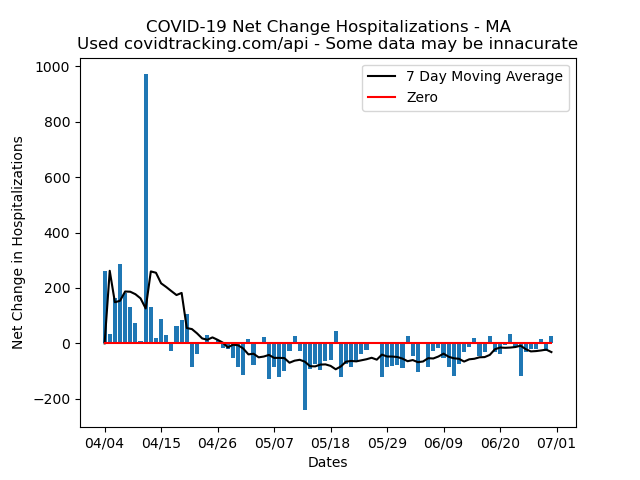 COVID-19 Net Change Hospitalizations - MA
Used covidtracking.com/api - Some data may be innacurate
7 Day Moving Average
Zero
Net Change in Hospitalizations
1000
800
600
400
200
0
−200
04/04 04/15 04/26 05/07 05/18 05/29 06/09 06/20 07/01
Dates